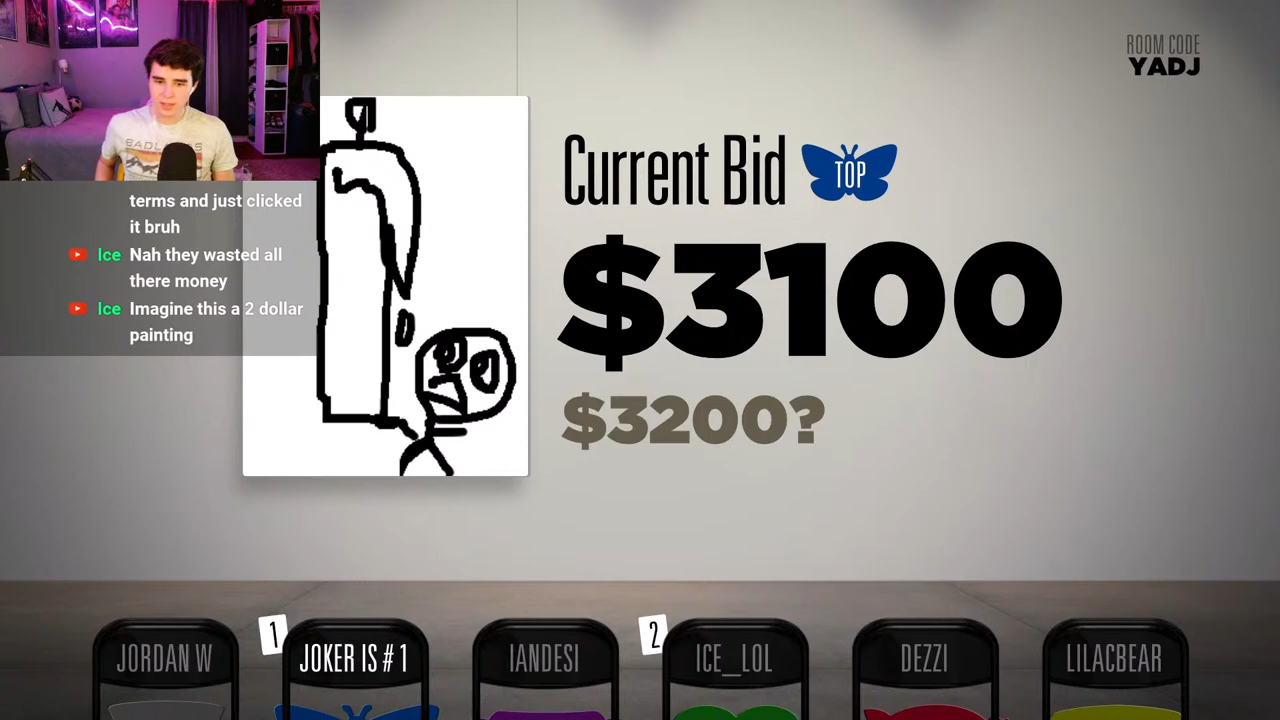 ROOM CODE
YADJ
terms and just clicked
it bruh
Ice Nah they wasted all
there money
Ice Imagine this a 2 dollar
painting
Current Bid TOP
$3100
$3200?
1
2
JORDAN W
JOKER IS #1
IANDESI
ICE_LOL
DEZZI
LILACBEAR